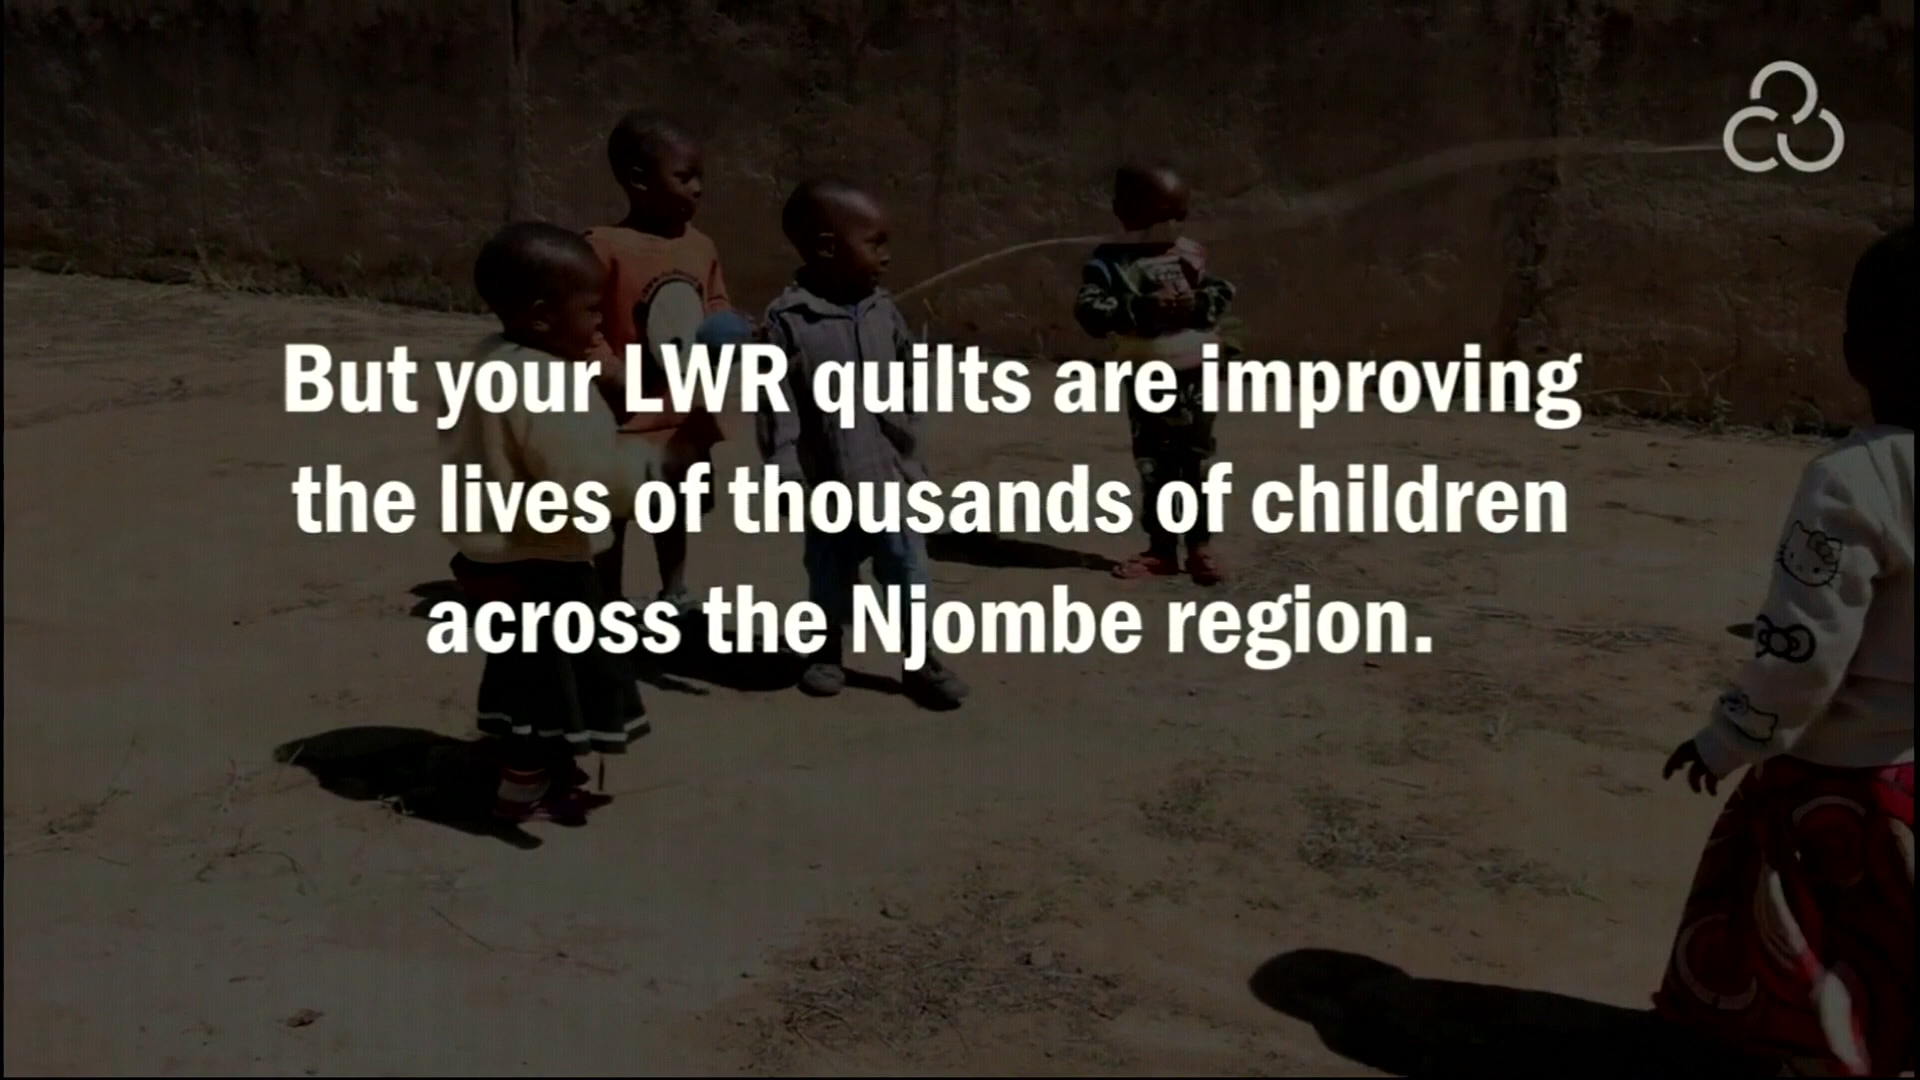 But your LWR quilts are improving
the lives of thousands of children
across the Njombe region.